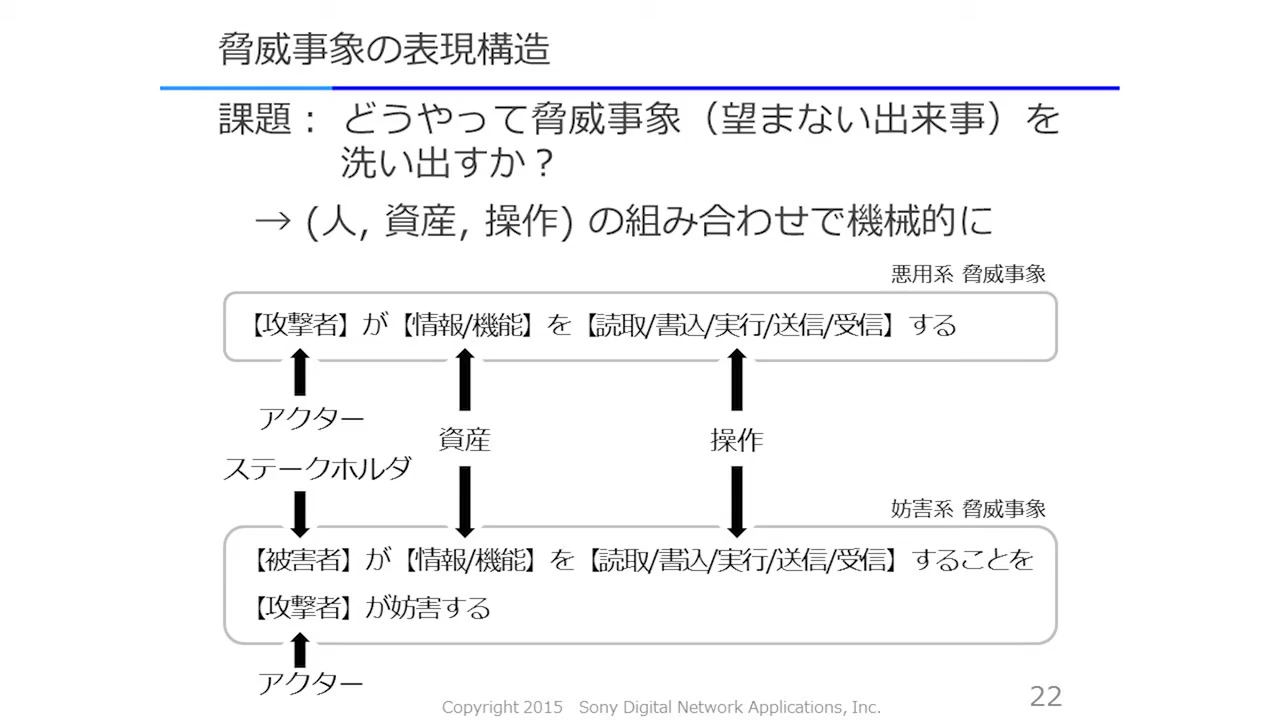 脅威事象の表現構造
課題： どうやって脅威事象（望まない出来事）を
洗い出すか？
→ (人, 資産, 操作) の組み合わせで機械的に
悪用系 脅威事象
【攻撃者】が【情報/機能】を【読取/書込/実行/送信/受信】する
アクター
資産
操作
ステークホルダ
妨害系 脅威事象
【被害者】が【情報/機能】を【読取/書込/実行/送信/受信】することを
【攻撃者】が妨害する
アクター
Copyright 2015 Sony Digital Network Applications, Inc.
22